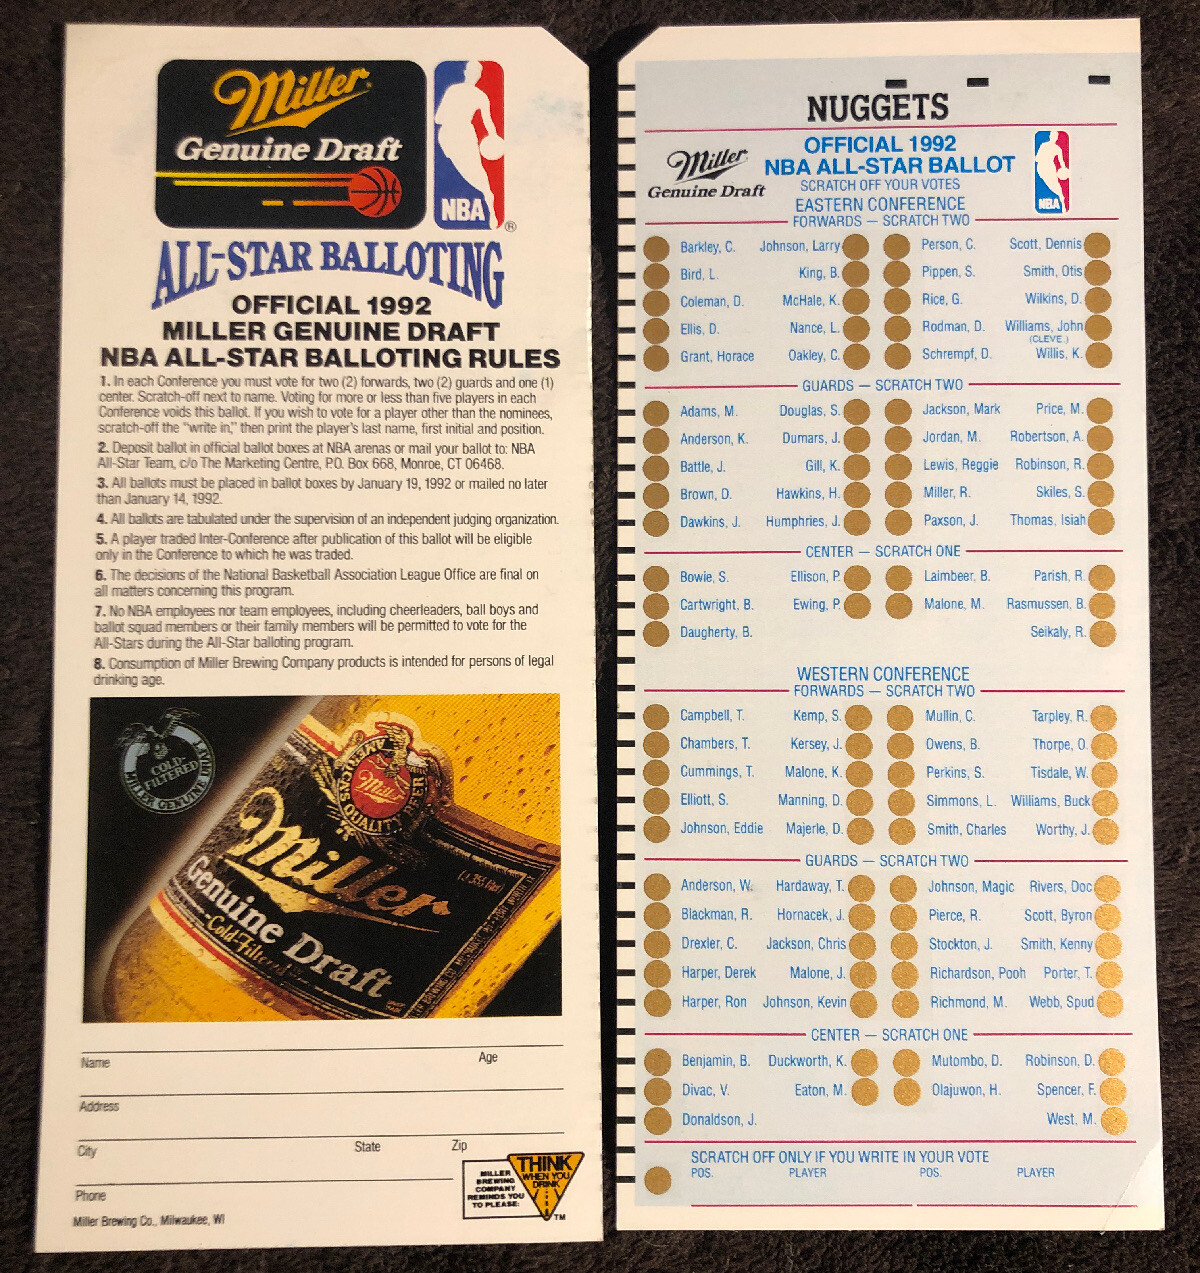 Miller
Genuine Draft
NBA
®
ALL-STAR BALLOTING
OFFICIAL 1992
MILLER GENUINE DRAFT
NBA ALL-STAR BALLOTING RULES
1. In each Conference you must vote for two (2) forwards, two (2) guards and one (1)
center. Scratch-off next to name. Voting for more or less than five players in each
Conference voids this ballot. If you wish to vote for a player other than the nominees,
scratch-off the "write in," then print the player's last name, first initial and position.
2. Deposit ballot in official ballot boxes at NBA arenas or mail your ballot to: NBA
All-Star Team, c/o The Marketing Centre, P.O. Box 668, Monroe, CT 06468.
3. All ballots must be placed in ballot boxes by January 19, 1992 or mailed no later
than January 14, 1992.
4. All ballots are tabulated under the supervision of an independent judging organization.
5. A player traded Inter-Conference after publication of this ballot will be eligible
only in the Conference to which he was traded.
6. The decisions of the National Basketball Association League Office are final on
all matters concerning this program.
7. No NBA employees nor team employees, including cheerleaders, ball boys and
ballot squad members or their family members will be permitted to vote for the
All-Stars during the All-Star balloting program.
8. Consumption of Miller Brewing Company products is intended for persons of legal
drinking age.
COLD-
FILTERED
MILLER GENUINE
AMERICA'S QUALITY BEER
Miller
Miller
Genuine Draft
Cold-Filtered
Name Age
Address
City State Zip
Phone
MILLER
BREWING
COMPANY
REMINDS YOU
TO PLEASE:
THINK
WHEN YOU
DRINK
TM
Miller Brewing Co., Milwaukee, WI
NUGGETS
Miller
Genuine Draft
OFFICIAL 1992
NBA ALL-STAR BALLOT
SCRATCH OFF YOUR VOTES
NBA
EASTERN CONFERENCE
FORWARDS — SCRATCH TWO
Barkley, C. Johnson, Larry Person, C. Scott, Dennis
Bird, L. King, B. Pippen, S. Smith, Otis
Coleman, D. McHale, K. Rice, G. Wilkins, D.
Ellis, D. Nance, L. Rodman, D. Williams, John
(CLEVE.)
Grant, Horace Oakley, C. Schrempf, D. Willis, K.
GUARDS — SCRATCH TWO
Adams, M. Douglas, S. Jackson, Mark Price, M.
Anderson, K. Dumars, J. Jordan, M. Robertson, A.
Battle, J. Gill, K. Lewis, Reggie Robinson, R.
Brown, D. Hawkins, H. Miller, R. Skiles, S.
Dawkins, J. Humphries, J. Paxson, J. Thomas, Isiah
CENTER — SCRATCH ONE
Bowie, S. Ellison, P. Laimbeer, B. Parish, R.
Cartwright, B. Ewing, P. Malone, M. Rasmussen, B.
Daugherty, B. Seikaly, R.
WESTERN CONFERENCE
FORWARDS — SCRATCH TWO
Campbell, T. Kemp, S. Mullin, C. Tarpley, R.
Chambers, T. Kersey, J. Owens, B. Thorpe, O.
Cummings, T. Malone, K. Perkins, S. Tisdale, W.
Elliott, S. Manning, D. Simmons, L. Williams, Buck
Johnson, Eddie Majerle, D. Smith, Charles Worthy, J.
GUARDS — SCRATCH TWO
Anderson, W. Hardaway, T. Johnson, Magic Rivers, Doc
Blackman, R. Hornacek, J. Pierce, R. Scott, Byron
Drexler, C. Jackson, Chris Stockton, J. Smith, Kenny
Harper, Derek Malone, J. Richardson, Pooh Porter, T.
Harper, Ron Johnson, Kevin Richmond, M. Webb, Spud
CENTER — SCRATCH ONE
Benjamin, B. Duckworth, K. Mutombo, D. Robinson, D.
Divac, V. Eaton, M. Olajuwon, H. Spencer, F.
Donaldson, J. West, M.
SCRATCH OFF ONLY IF YOU WRITE IN YOUR VOTE
POS. PLAYER POS. PLAYER